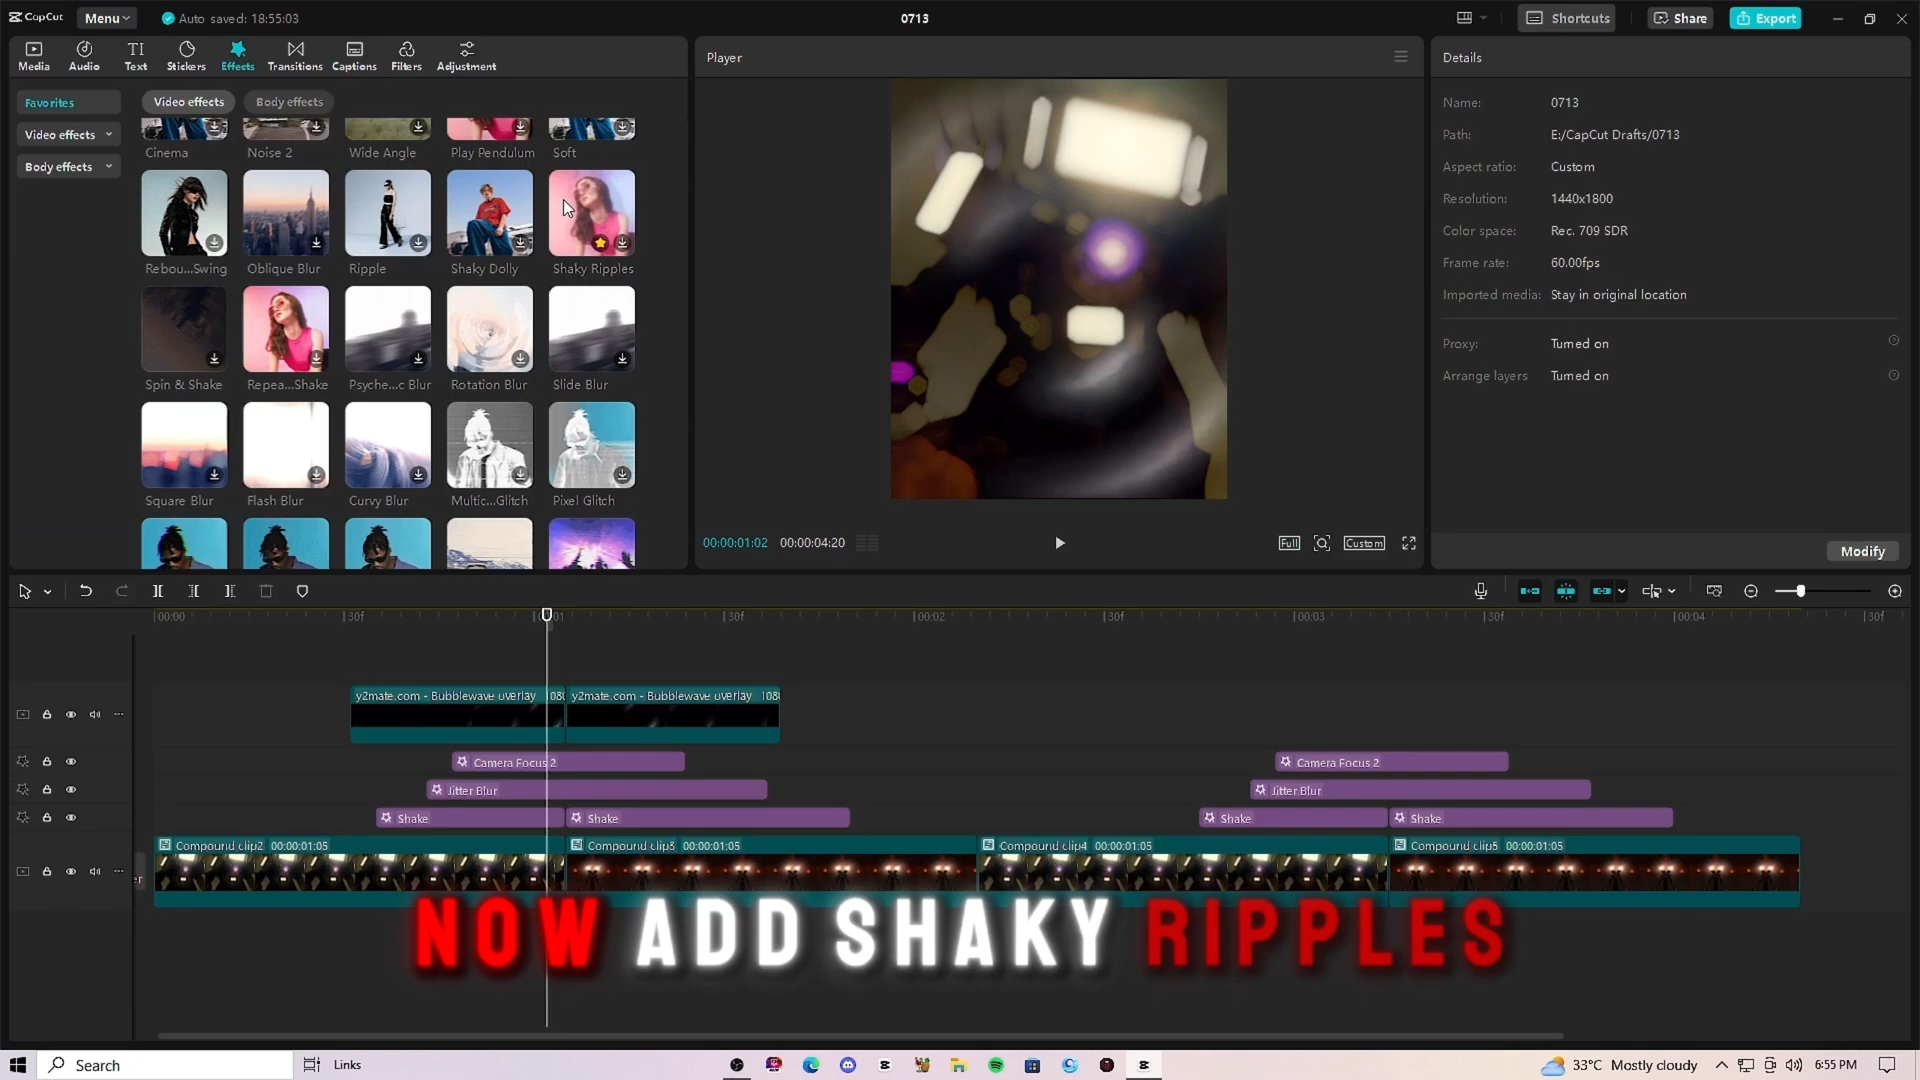 CapCut
Menu
Auto saved: 18:55:03
0713
Shortcuts
Share
Export
Media
Audio
Text
Stickers
Effects
Transitions
Captions
Filters
Adjustment
Player
Details
Favorites
Video effects
Body effects
Video effects
Body effects
Cinema
Noise 2
Wide Angle
Play Pendulum
Soft
Rebou...Swing
Oblique Blur
Ripple
Shaky Dolly
Shaky Ripples
Spin & Shake
Repea...Shake
Psyche...c Blur
Rotation Blur
Slide Blur
Square Blur
Flash Blur
Curvy Blur
Multic...Glitch
Pixel Glitch
Name: 0713
Path: E:/CapCut Drafts/0713
Aspect ratio: Custom
Resolution: 1440x1800
Color space: Rec. 709 SDR
Frame rate: 60.00fps
Imported media: Stay in original location
Proxy: Turned on
Arrange layers Turned on
Modify
00:00:01:02 00:00:04:20
Full
Custom
00:00 30f 00:01 30f 00:02 30f 00:03 30f 00:04 30f
y2mate.com - Bubblewave overlay 108
y2mate.com - Bubblewave overlay 108
Camera Focus 2
Camera Focus 2
Jitter Blur
Jitter Blur
Shake
Shake
Shake
Shake
Compound clip2 00:00:01:05
Compound clip3 00:00:01:05
Compound clip4 00:00:01:05
Compound clip5 00:00:01:05
er
NOW ADD SHAKY RIPPLES
Search
Links
33°C Mostly cloudy
6:55 PM